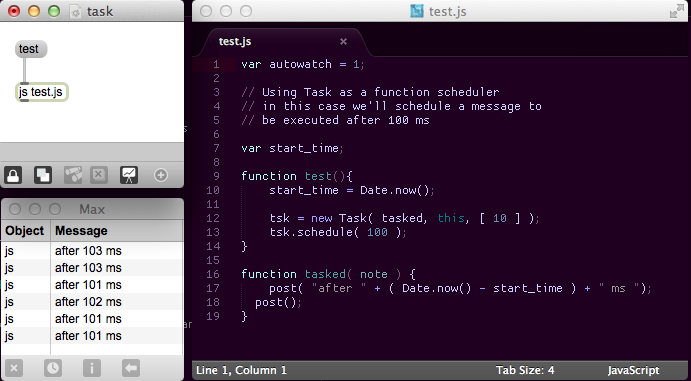 task
test
js test.js
Max
Object Message
js after 103 ms
js after 103 ms
js after 101 ms
js after 102 ms
js after 101 ms
js after 101 ms
test.js
test.js ×
1 var autowatch = 1;
2
3 // Using Task as a function scheduler
4 // in this case we'll schedule a message to
5 // be executed after 100 ms
6
7 var start_time;
8
9 function test(){
10 start_time = Date.now();
11
12 tsk = new Task( tasked, this, [ 10 ] );
13 tsk.schedule( 100 );
14 }
15
16 function tasked( note ) {
17 post( "after " + ( Date.now() - start_time ) + " ms ");
18 post();
19 }
Line 1, Column 1 Tab Size: 4 JavaScript